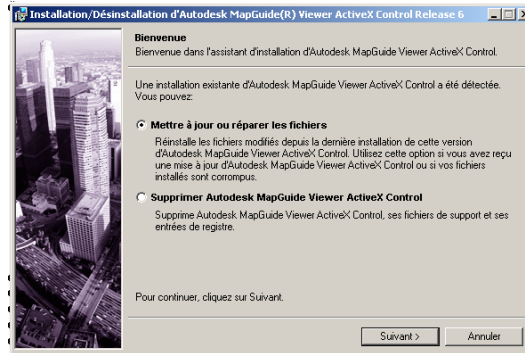 Installation/Désinstallation d'Autodesk MapGuide(R) Viewer ActiveX Control Release 6
Bienvenue
Bienvenue dans l'assistant d'installation d'Autodesk MapGuide Viewer ActiveX Control.
Une installation existante d'Autodesk MapGuide Viewer ActiveX Control a été détectée.
Vous pouvez:
Mettre à jour ou réparer les fichiers
Réinstalle les fichiers modifiés depuis la dernière installation de cette version
d'Autodesk MapGuide Viewer ActiveX Control. Utilisez cette option si vous avez reçu
une mise à jour d'Autodesk MapGuide Viewer ActiveX Control ou si vos fichiers
installés sont corrompus.
Supprimer Autodesk MapGuide Viewer ActiveX Control
Supprime Autodesk MapGuide Viewer ActiveX Control, ses fichiers de support et ses
entrées de registre.
Pour continuer, cliquez sur Suivant.
Suivant >
Annuler